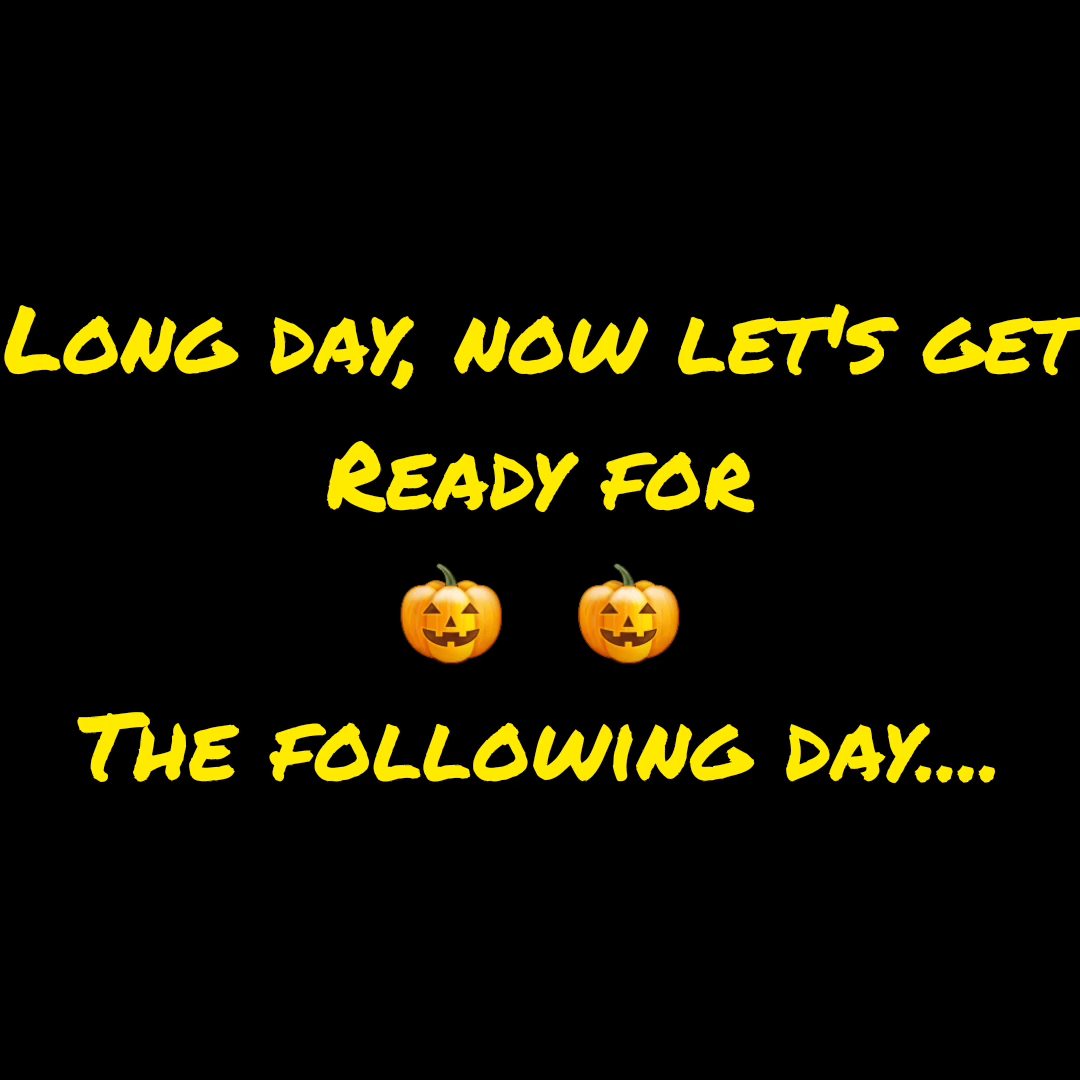 Long day, now let's get
Ready for
🎃 🎃
The following day....